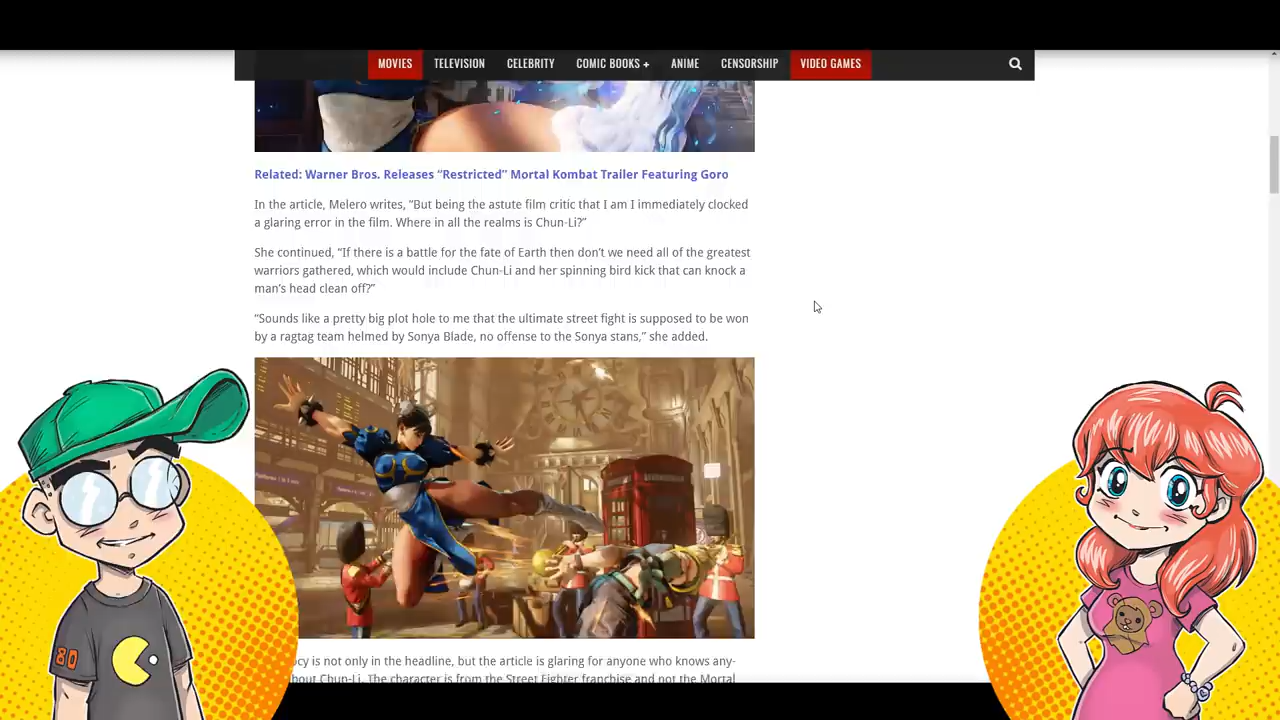 MOVIES TELEVISION CELEBRITY COMIC BOOKS + ANIME CENSORSHIP VIDEO GAMES
Related: Warner Bros. Releases “Restricted” Mortal Kombat Trailer Featuring Goro
In the article, Melero writes, “But being the astute film critic that I am I immediately clocked
a glaring error in the film. Where in all the realms is Chun-Li?”
She continued, “If there is a battle for the fate of Earth then don’t we need all of the greatest
warriors gathered, which would include Chun-Li and her spinning bird kick that can knock a
man’s head clean off?”
“Sounds like a pretty big plot hole to me that the ultimate street fight is supposed to be won
by a ragtag team helmed by Sonya Blade, no offense to the Sonya stans,” she added.
is not only in the headline, but the article is glaring for anyone who knows any-
Chun-Li. The character is from the Street Fighter franchise and not the Mortal
80